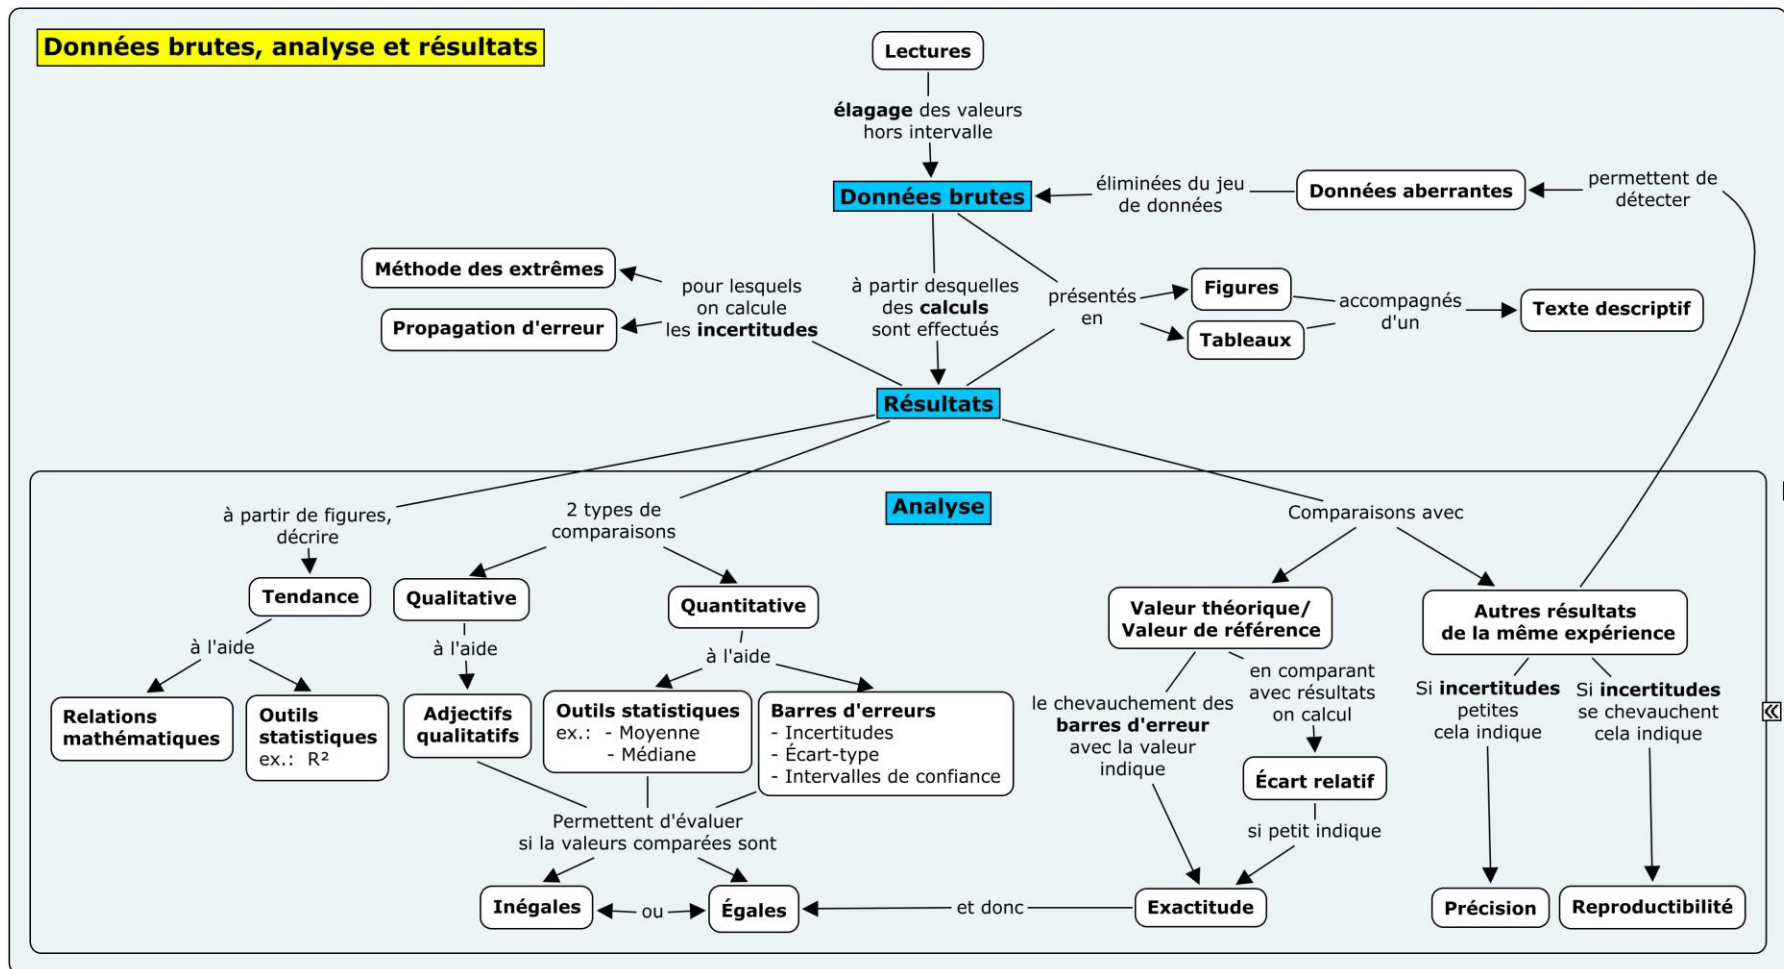 Données brutes, analyse et résultats
Lectures
élagage des valeurs
hors intervalle
Données brutes
éliminées du jeu
de données
Données aberrantes
permettent de
détecter
Méthode des extrêmes
Propagation d'erreur
pour lesquels
on calcule
les incertitudes
à partir desquelles
des calculs
sont effectués
présentés
en
Figures
Tableaux
accompagnés
d'un
Texte descriptif
Résultats
Analyse
à partir de figures,
décrire
2 types de
comparaisons
Comparaisons avec
Tendance
Qualitative
Quantitative
Valeur théorique/
Valeur de référence
Autres résultats
de la même expérience
à l'aide
à l'aide
à l'aide
Relations
mathématiques
Outils
statistiques
ex.: R²
Adjectifs
qualitatifs
Outils statistiques
ex.: - Moyenne
- Médiane
Barres d'erreurs
- Incertitudes
- Écart-type
- Intervalles de confiance
le chevauchement des
barres d'erreur
avec la valeur
indique
en comparant
avec résultats
on calcul
Écart relatif
si petit indique
Si incertitudes
petites
cela indique
Si incertitudes
se chevauchent
cela indique
Permettent d'évaluer
si la valeurs comparées sont
Inégales
ou
Égales
et donc
Exactitude
Précision
Reproductibilité